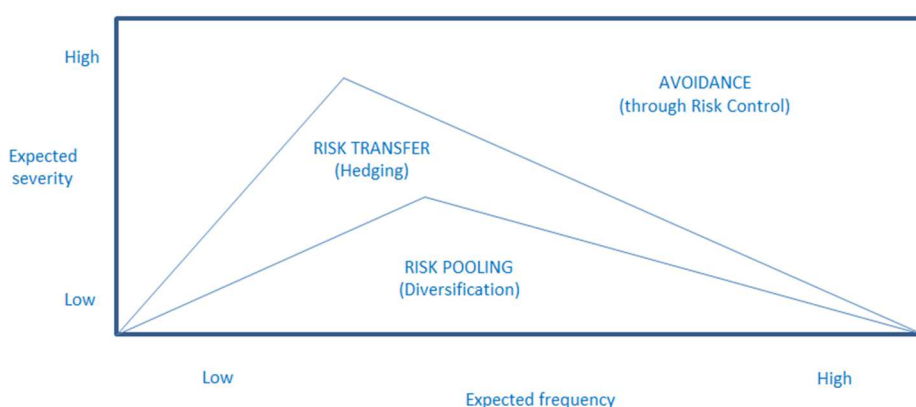 High
AVOIDANCE
(through Risk Control)
RISK TRANSFER
(Hedging)
Expected
severity
RISK POOLING
(Diversification)
Low
Low
High
Expected frequency